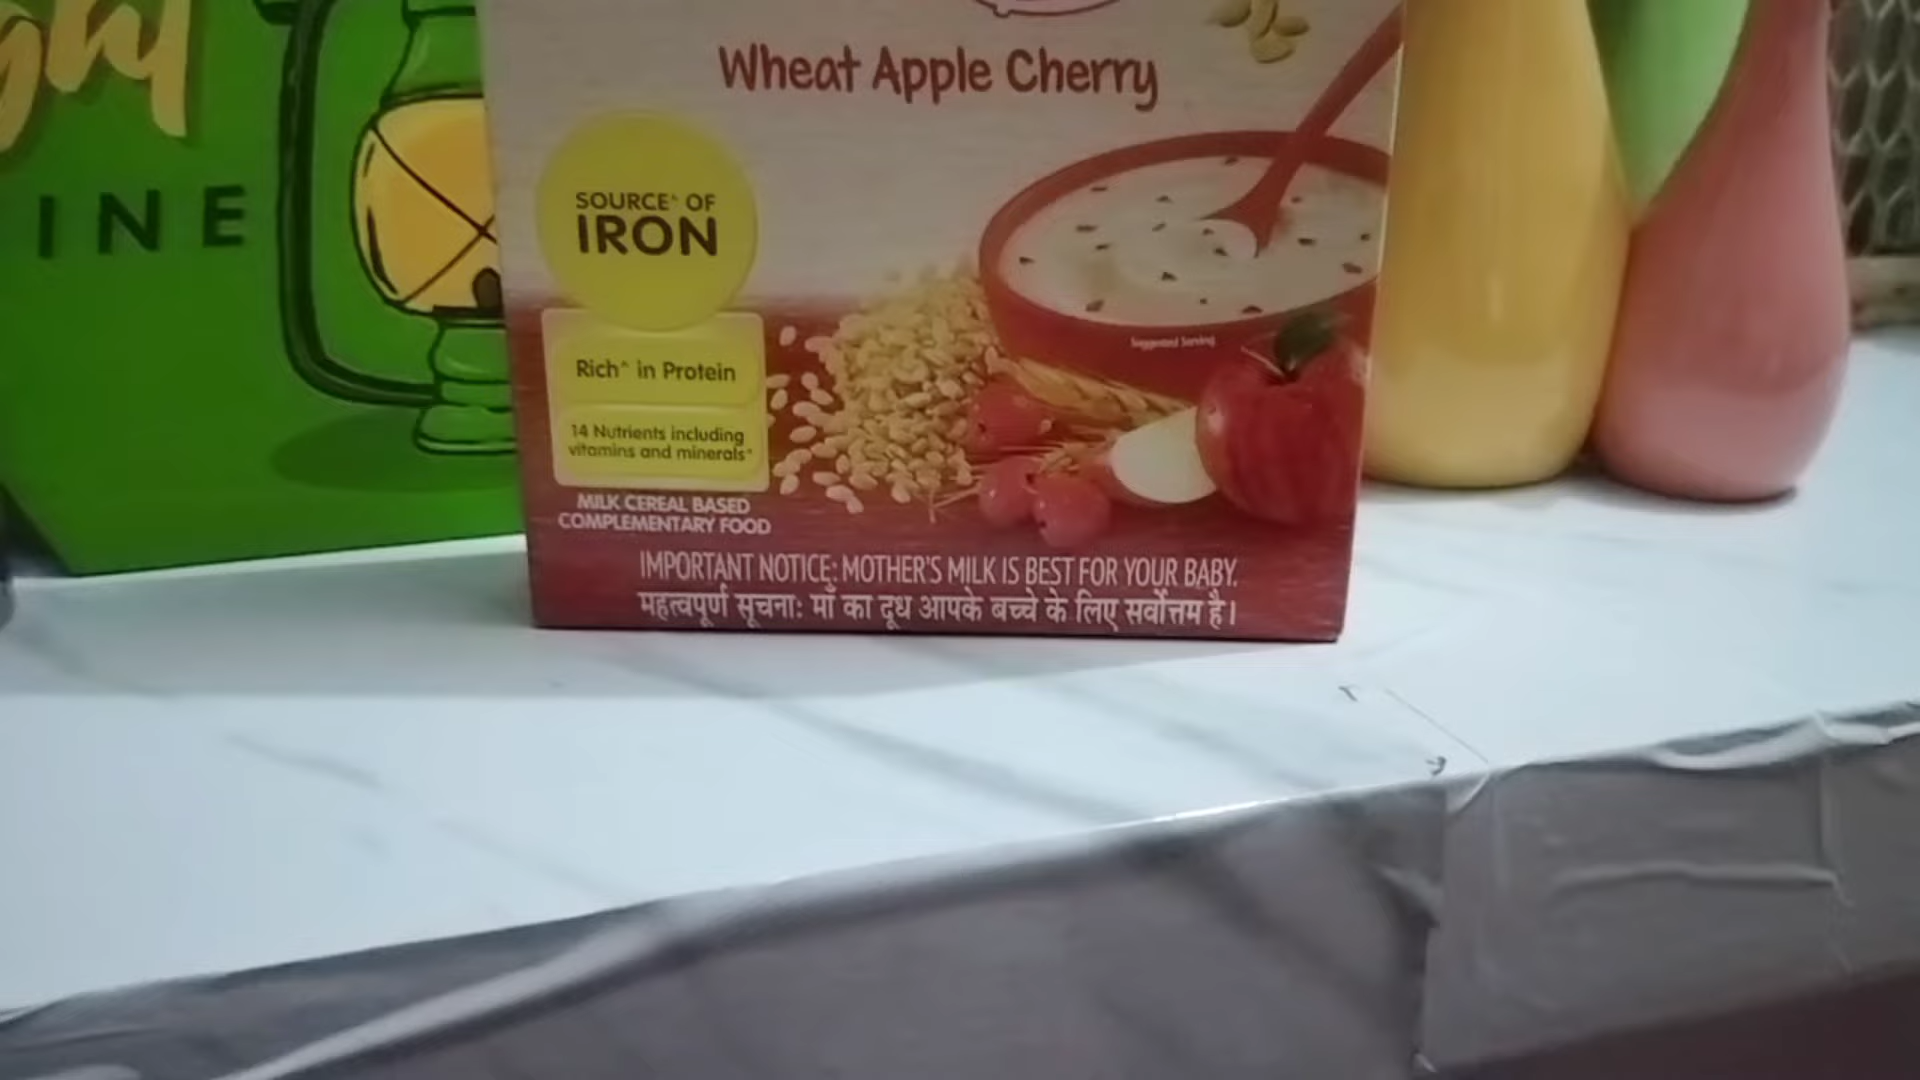 INE
Wheat Apple Cherry
SOURCE^ OF
IRON
Rich^ in Protein
14 Nutrients including
vitamins and minerals^
MILK CEREAL BASED
COMPLEMENTARY FOOD
Suggested Serving
IMPORTANT NOTICE: MOTHER'S MILK IS BEST FOR YOUR BABY.
महत्वपूर्ण सूचना: माँ का दूध आपके बच्चे के लिए सर्वोत्तम है।